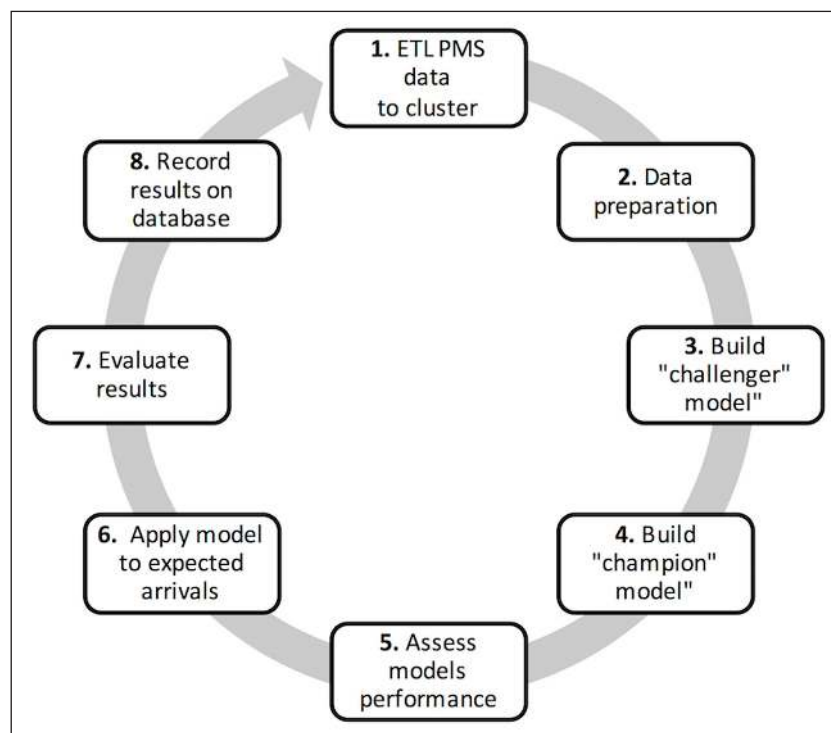 1. ETL PMS
data
to cluster
2. Data
preparation
3. Build
"challenger"
model"
4. Build
"champion"
model"
5. Assess
models
performance
6. Apply model
to expected
arrivals
7. Evaluate
results
8. Record
results on
database